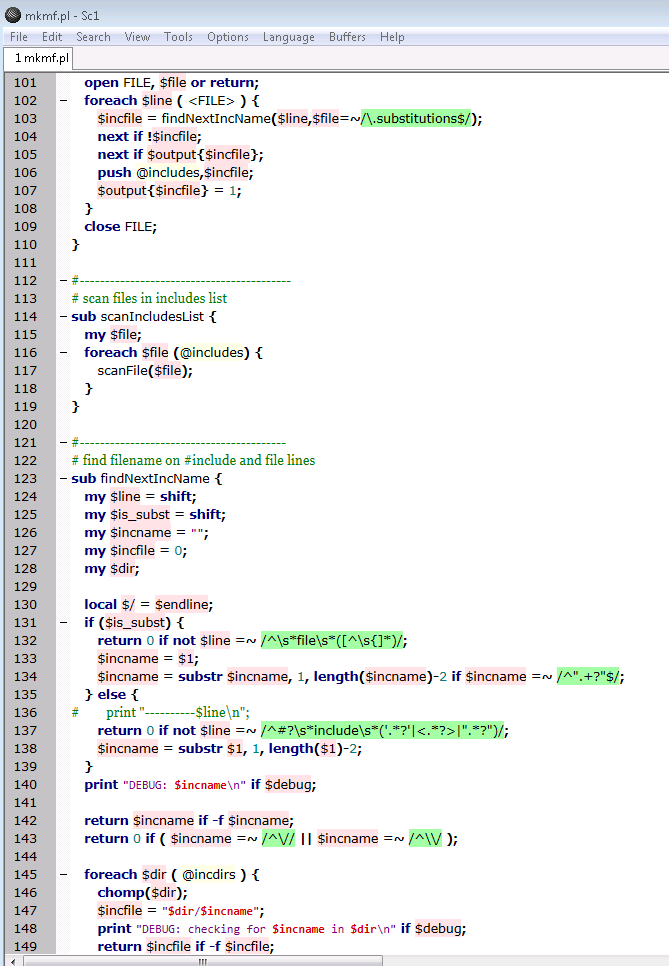 mkmf.pl - Sc1
File Edit Search View Tools Options Language Buffers Help
1 mkmf.pl
101 open FILE, $file or return;
102 foreach $line ( <FILE> ) {
103 $incfile = findNextIncName($line,$file=~/\.substitutions$/);
104 next if !$incfile;
105 next if $output{$incfile};
106 push @includes,$incfile;
107 $output{$incfile} = 1;
108 }
109 close FILE;
110 }
111
112 #------------------------------------------
113 # scan files in includes list
114 sub scanIncludesList {
115 my $file;
116 foreach $file (@includes) {
117 scanFile($file);
118 }
119 }
120
121 #-----------------------------------------
122 # find filename on #include and file lines
123 sub findNextIncName {
124 my $line = shift;
125 my $is_subst = shift;
126 my $incname = "";
127 my $incfile = 0;
128 my $dir;
129
130 local $/ = $endline;
131 if ($is_subst) {
132 return 0 if not $line =~ /^\s*file\s*([^\s{]*)/;
133 $incname = $1;
134 $incname = substr $incname, 1, length($incname)-2 if $incname =~ /^".+?"$/;
135 } else {
136 # print "----------$line\n";
137 return 0 if not $line =~ /^#?\s*include\s*('.*?'|<.*?>|".*?")/;
138 $incname = substr $1, 1, length($1)-2;
139 }
140 print "DEBUG: $incname\n" if $debug;
141
142 return $incname if -f $incname;
143 return 0 if ( $incname =~ /^\// || $incname =~ /^\\/ );
144
145 foreach $dir ( @incdirs ) {
146 chomp($dir);
147 $incfile = "$dir/$incname";
148 print "DEBUG: checking for $incname in $dir\n" if $debug;
149 return $incfile if -f $incfile;